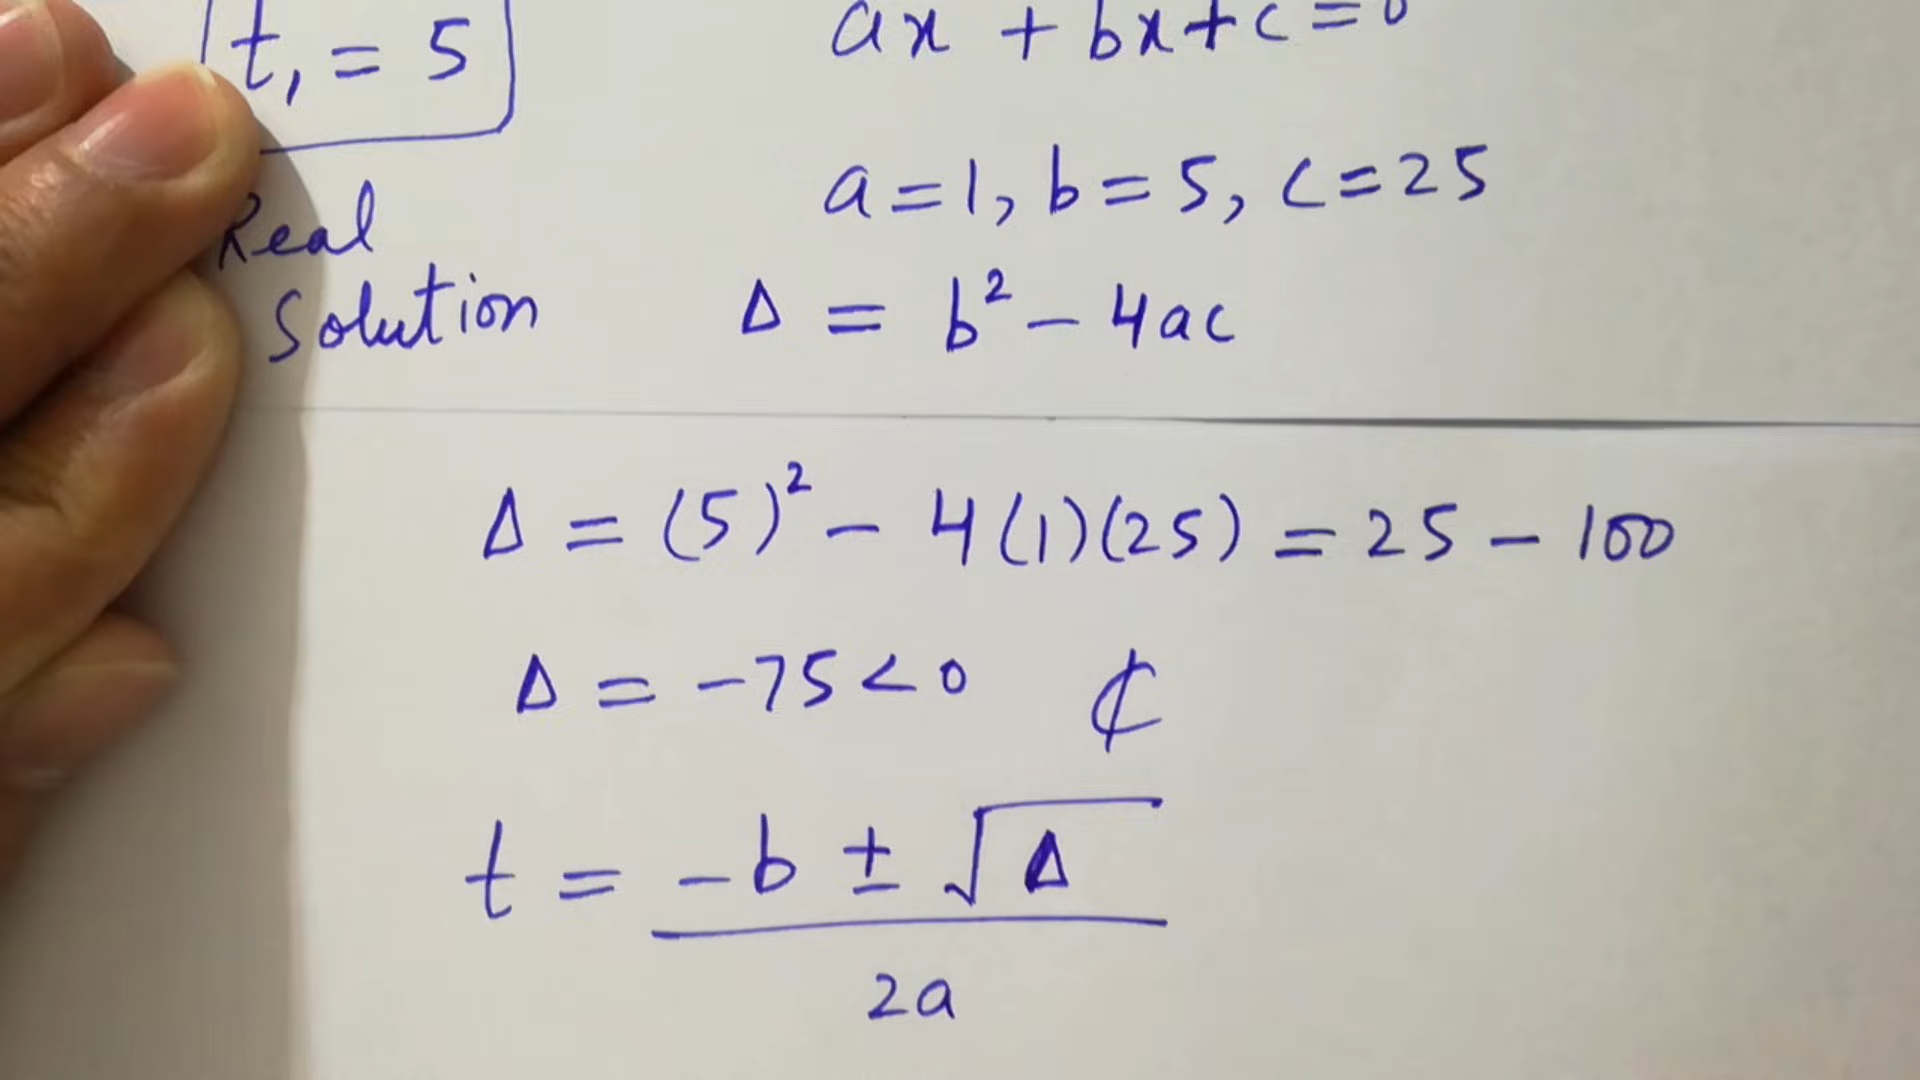 t₁ = 5
Real
Solution
ax + bx + c = 0
a = 1, b = 5, c = 25
Δ = b² - 4ac
Δ = (5)² - 4(1)(25) = 25 - 100
Δ = -75 < 0 ₵
t = -b ± √Δ
2a